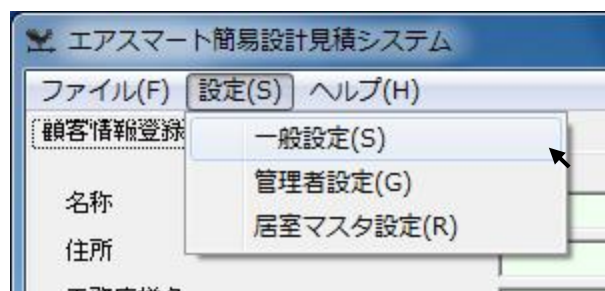 エアスマート簡易設計見積システム
ファイル(F) 設定(S) ヘルプ(H)
顧客情報登録
一般設定(S)
管理者設定(G)
居室マスタ設定(R)
名称
住所